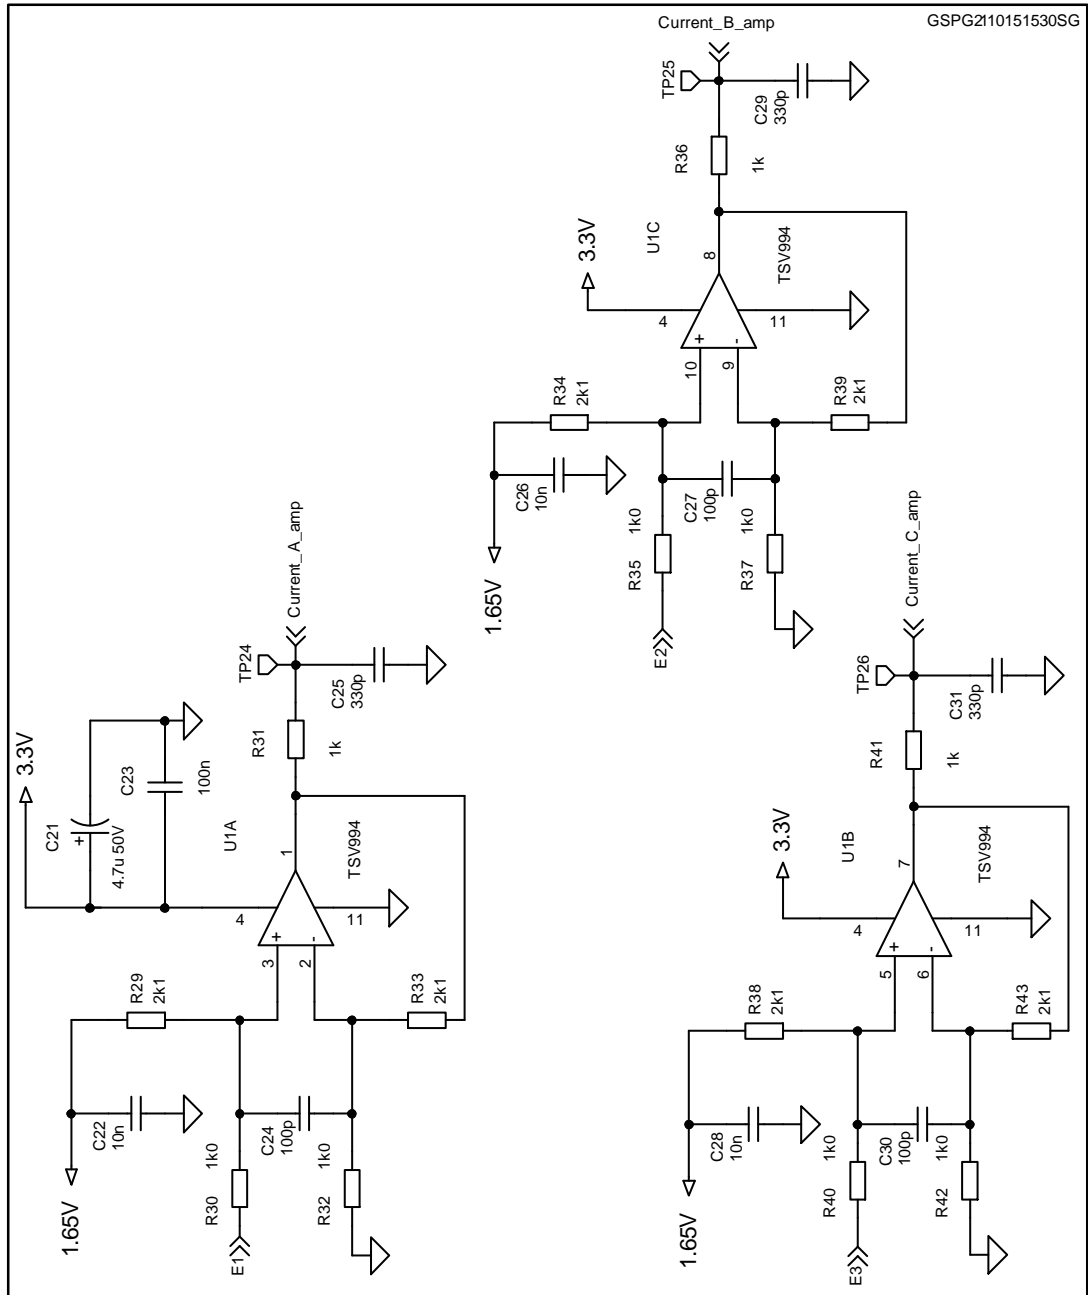 GSPG2110151530SG
Current_B_amp
TP25
C29
330p
R36
1k
3.3V
U1C
8
TSV994
4
11
+
-
10
9
R34
2k1
R39
2k1
C26
10n
C27
100p
1k0
1k0
R35
R37
1.65V
E2
Current_A_amp
TP24
C25
330p
R31
1k
3.3V
C21
+
4.7u 50V
C23
100n
U1A
1
TSV994
4
11
+
-
3
2
R29
2k1
R33
2k1
C22
10n
C24
100p
1k0
1k0
R30
R32
1.65V
E1
Current_C_amp
TP26
C31
330p
R41
1k
3.3V
U1B
7
TSV994
4
11
+
-
5
6
R38
2k1
R43
2k1
C28
10n
C30
100p
1k0
1k0
R40
R42
1.65V
E3